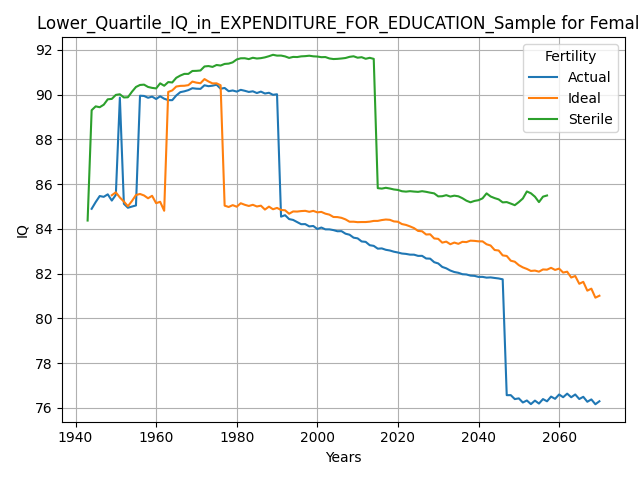 Lower_Quartile_IQ_in_EXPENDITURE_FOR_EDUCATION_Sample for Femal
92
90
88
86
84
82
80
78
76
IQ
Fertility
Actual
Ideal
Sterile
1940
1960
1980
2000
2020
2040
2060
Years